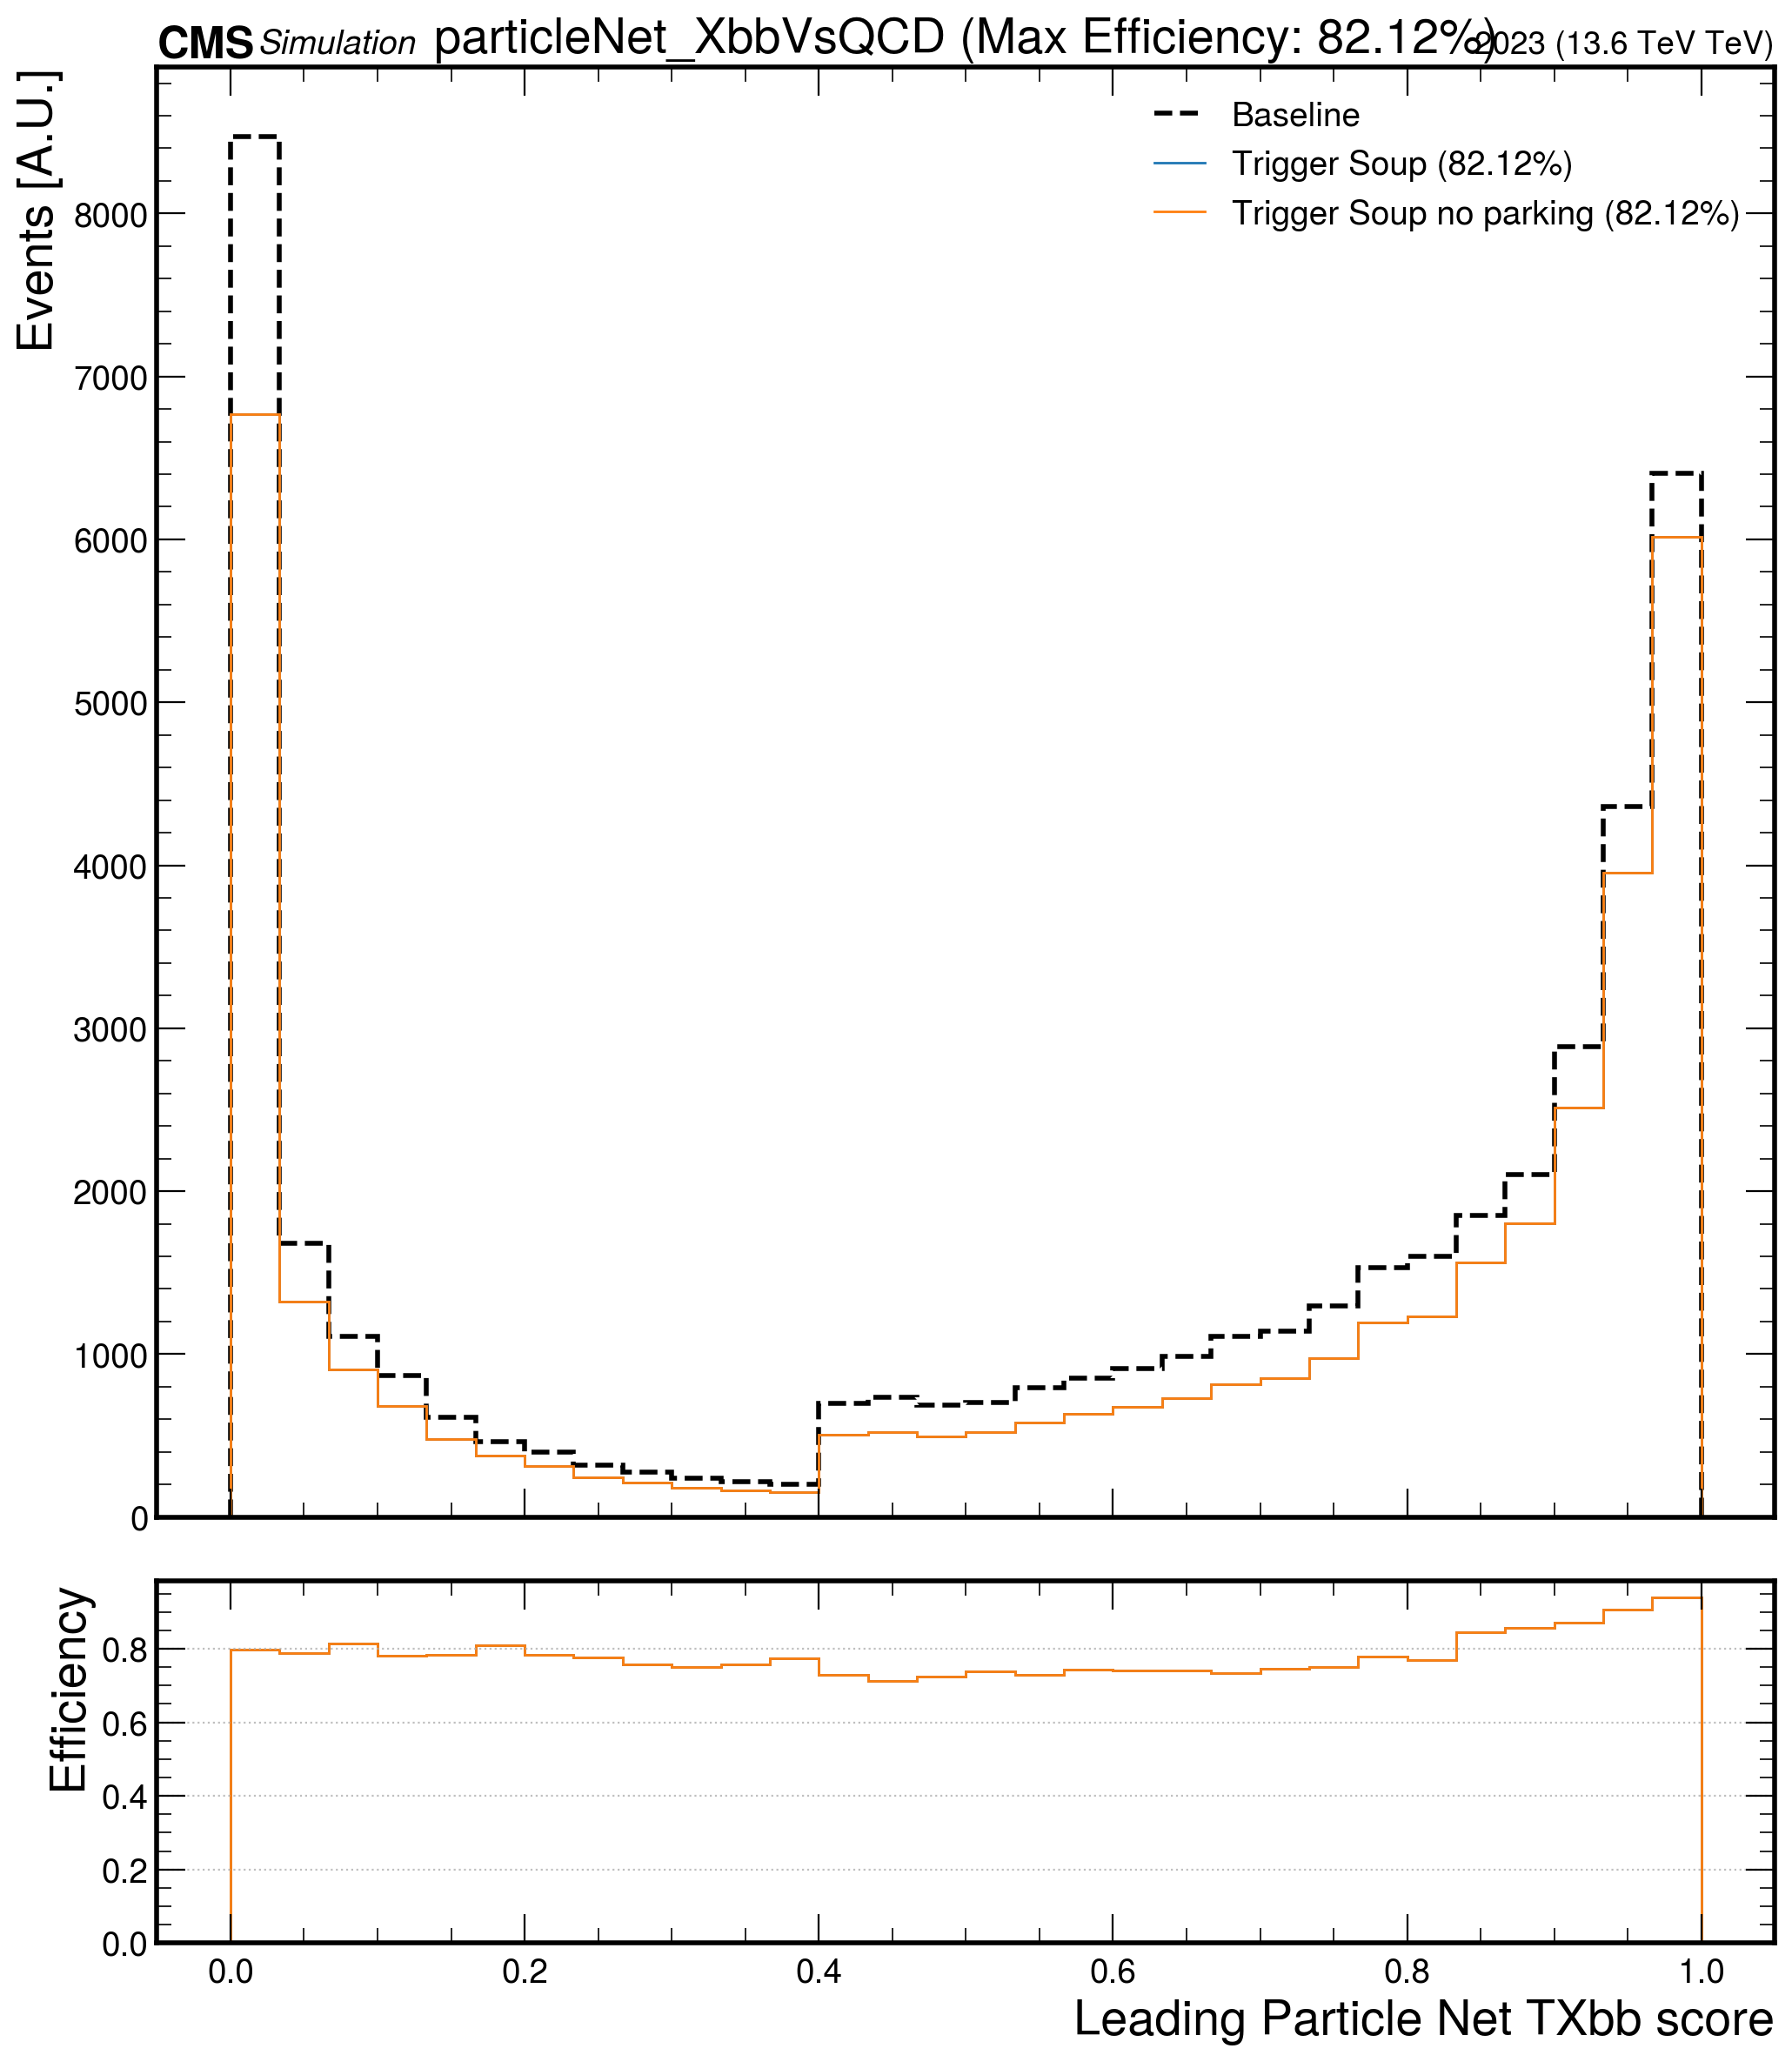 CMS Simulation particleNet_XbbVsQCD (Max Efficiency: 82.12%) 2023 (13.6 TeV TeV)
Events [A.U.]
Baseline
Trigger Soup (82.12%)
Trigger Soup no parking (82.12%)
8000
7000
6000
5000
4000
3000
2000
1000
0
Efficiency
0.8
0.6
0.4
0.2
0.0
0.0 0.2 0.4 0.6 0.8 1.0
Leading Particle Net TXbb score